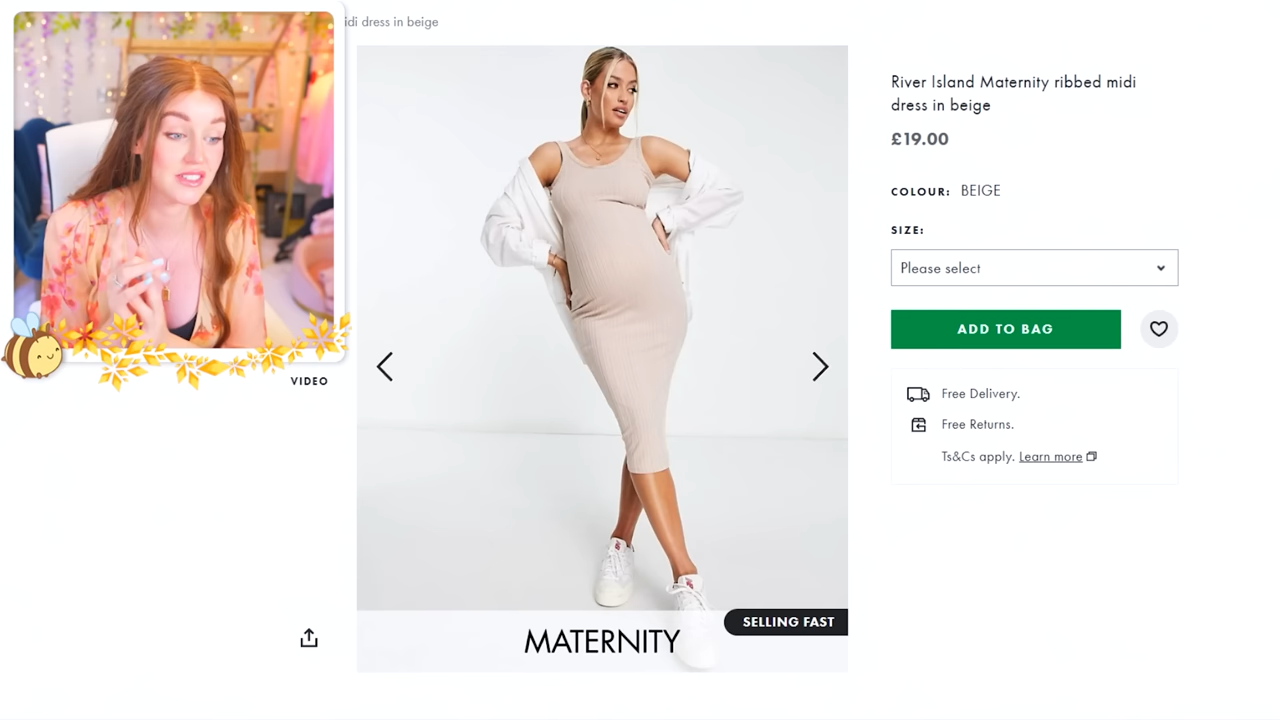 idi dress in beige
River Island Maternity ribbed midi
dress in beige
£19.00
COLOUR: BEIGE
SIZE:
Please select
ADD TO BAG
Free Delivery.
Free Returns.
Ts&Cs apply. Learn more
VIDEO
SELLING FAST
MATERNITY